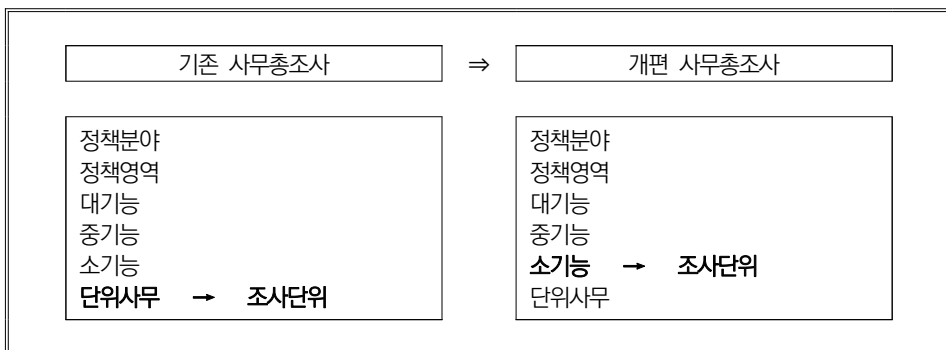 기존 사무총조사 ⇒ 개편 사무총조사
정책분야
정책영역
대기능
중기능
소기능
단위사무 → 조사단위
정책분야
정책영역
대기능
중기능
소기능 → 조사단위
단위사무